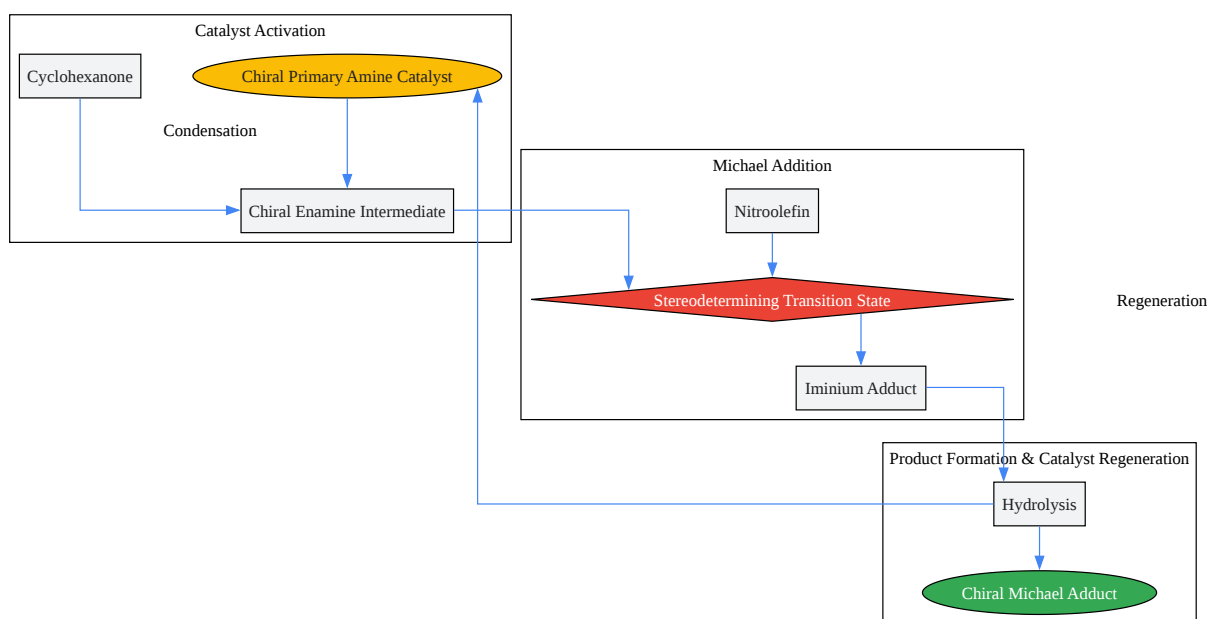 Catalyst Activation
Cyclohexanone
Chiral Primary Amine Catalyst
Condensation
Chiral Enamine Intermediate
Michael Addition
Nitroolefin
Stereodetermining Transition State
Regeneration
Iminium Adduct
Product Formation & Catalyst Regeneration
Hydrolysis
Chiral Michael Adduct